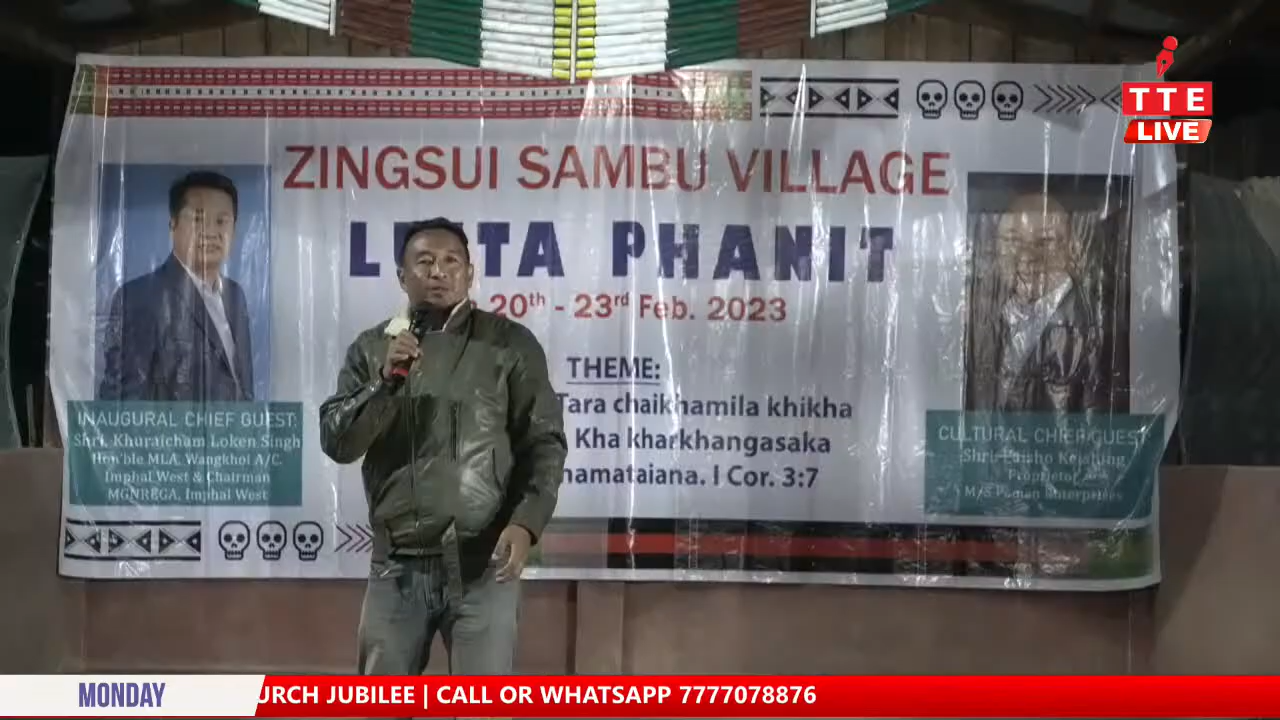 TTE
LIVE
ZINGSUI SAMBU VILLAGE
PHANIT
20th - 23rd Feb. 2023
THEME:
Tara chaikhamila khikha
Kha kharkhangasaka
namataiana. I Cor. 3:7
INAUGURAL CHIEF GUEST:
Shri. Khuraicham Loken Singh
Hon'ble MLA, Wangkhoi A/C.
Imphal West & Chairman
MGNREGA, Imphal West
CULTURAL CHIEF GUEST
Proprietor
MONDAY
URCH JUBILEE | CALL OR WHATSAPP 7777078876